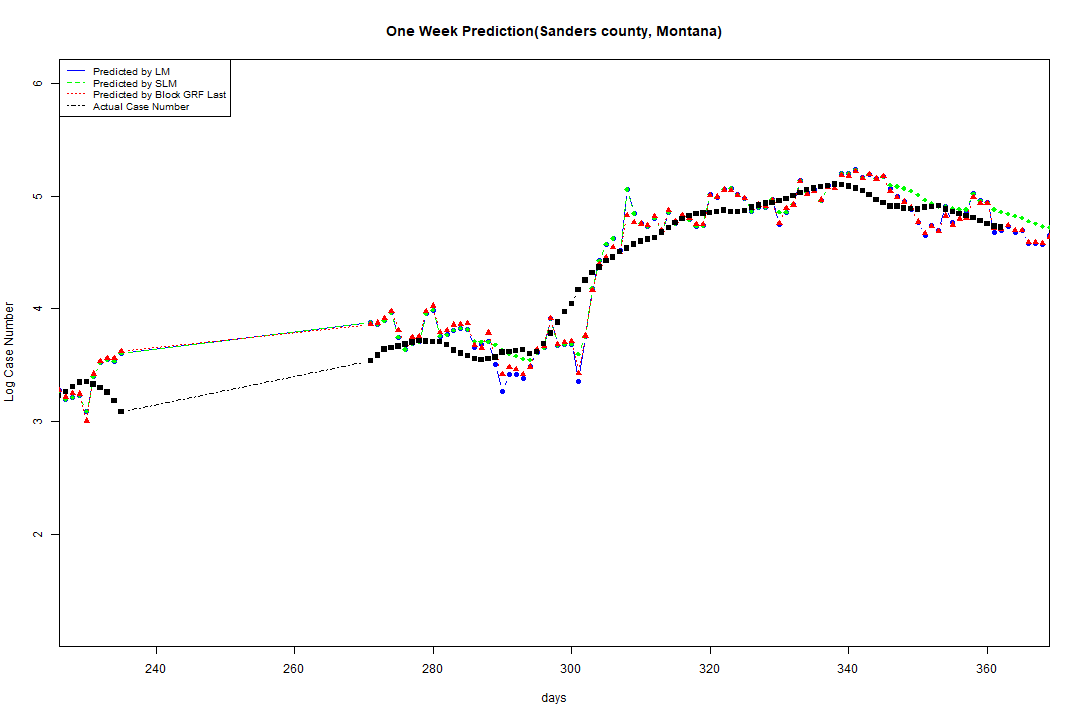 One Week Prediction(Sanders county, Montana)
Predicted by LM
Predicted by SLM
Predicted by Block GRF Last
Actual Case Number
6
5
4
3
2
Log Case Number
240 260 280 300 320 340 360
days